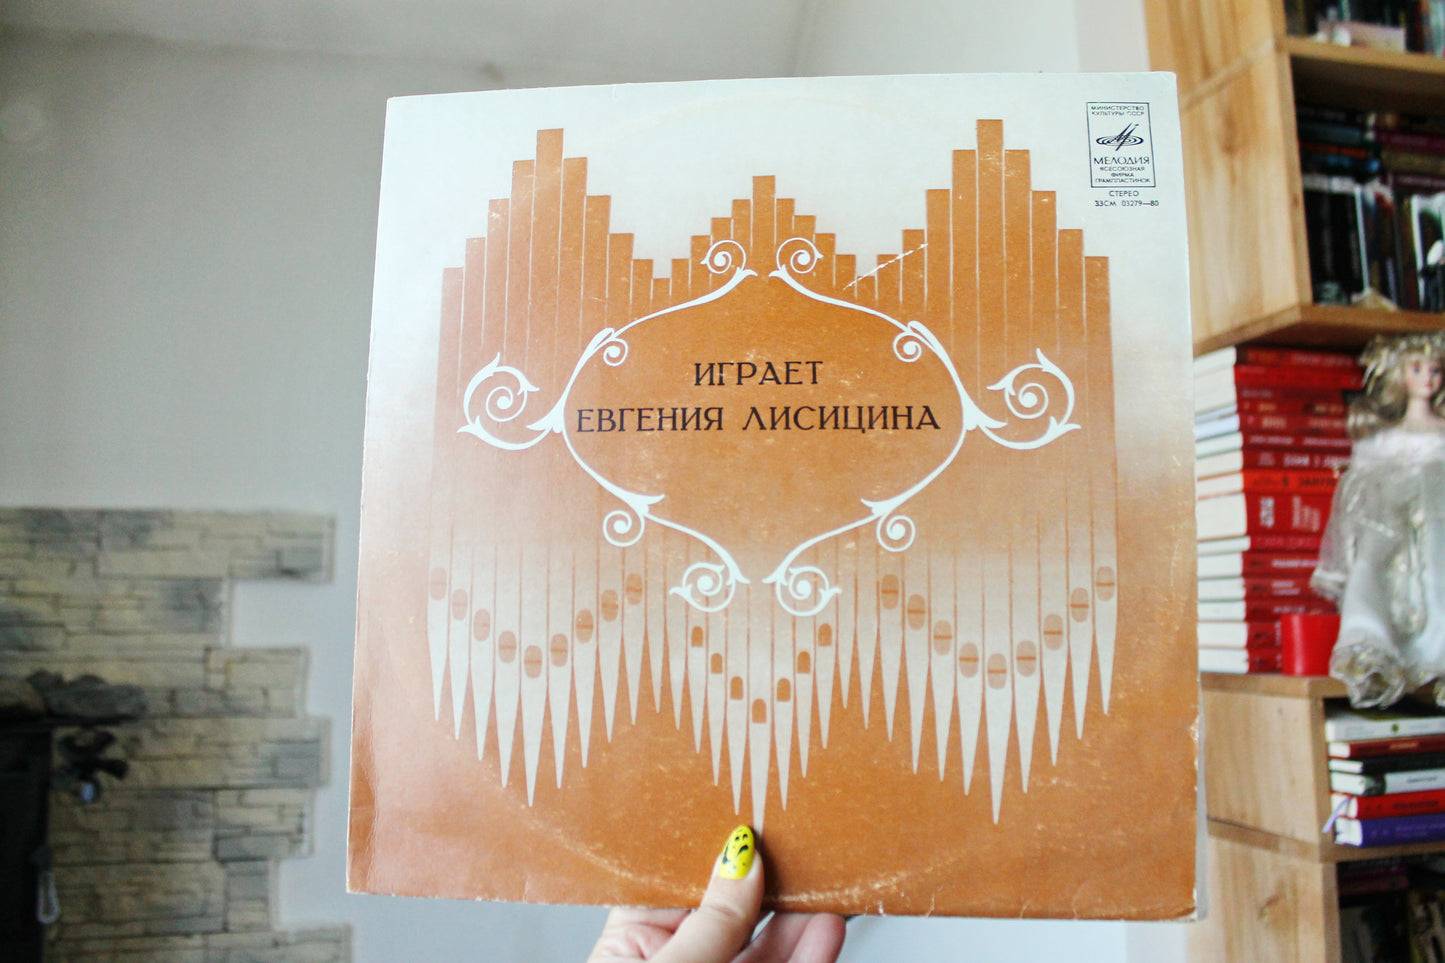 МИНИСТЕРСТВО
КУЛЬТУРЫ СССР
МЕЛОДИЯ
ВСЕСОЮЗНАЯ
ФИРМА
ГРАМПЛАСТИНОК
СТЕРЕО
33СМ 03279—80
ИГРАЕТ
ЕВГЕНИЯ ЛИСИЦИНА